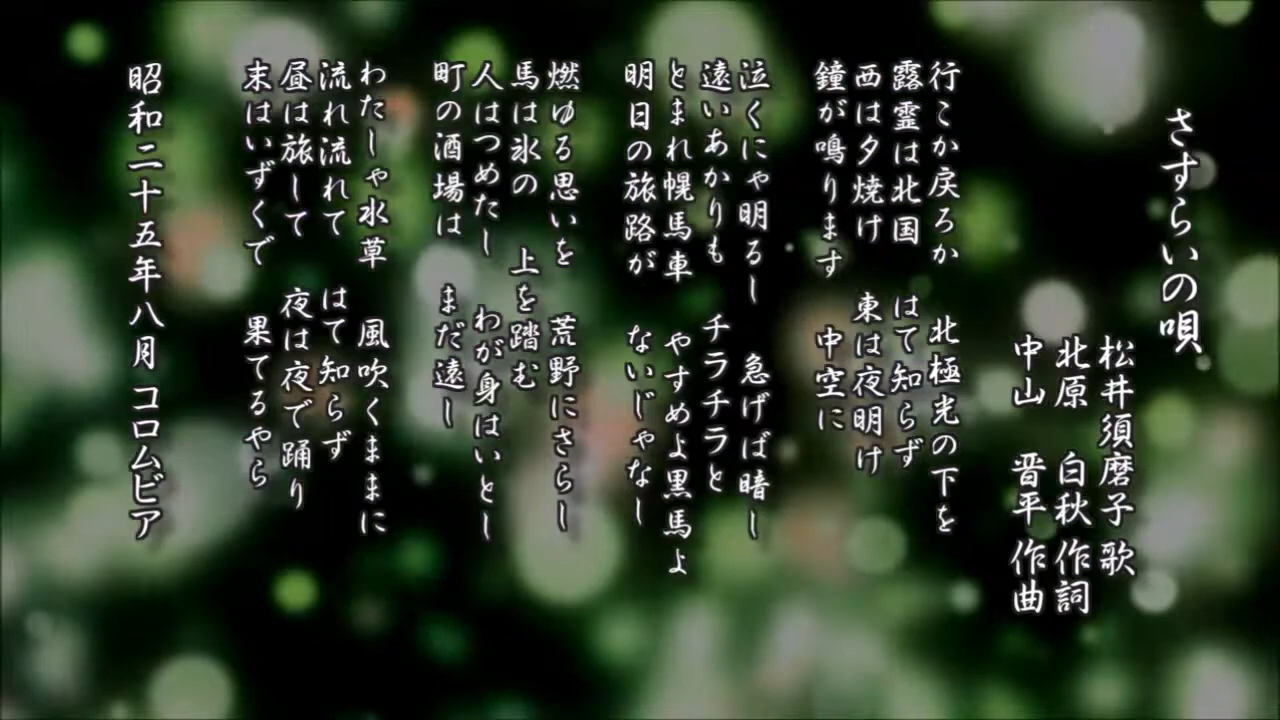 さすらいの唄
松井須磨子 歌
北原 白秋 作詞
中山 晋平 作曲
行こか戻ろか 北極光の下を
露霊は北国 はて知らず
西は夕焼け 東は夜明け
鐘が鳴ります 中空に
泣くにゃ明るし 急げば暗し
遠いあかりも チラチラと
とまれ幌馬車 やすめよ黒馬よ
明日の旅路が ないじゃなし
燃ゆる思いを 荒野にさらし
馬は氷の 上を踏む
人はつめたし わが身はいとし
町の酒場は まだ遠し
わたしゃ水草 風吹くままに
流れ流れて はて知らず
昼は旅して 夜は夜で踊り
末はいずくで 果てるやら
昭和二十五年八月 コロムビア